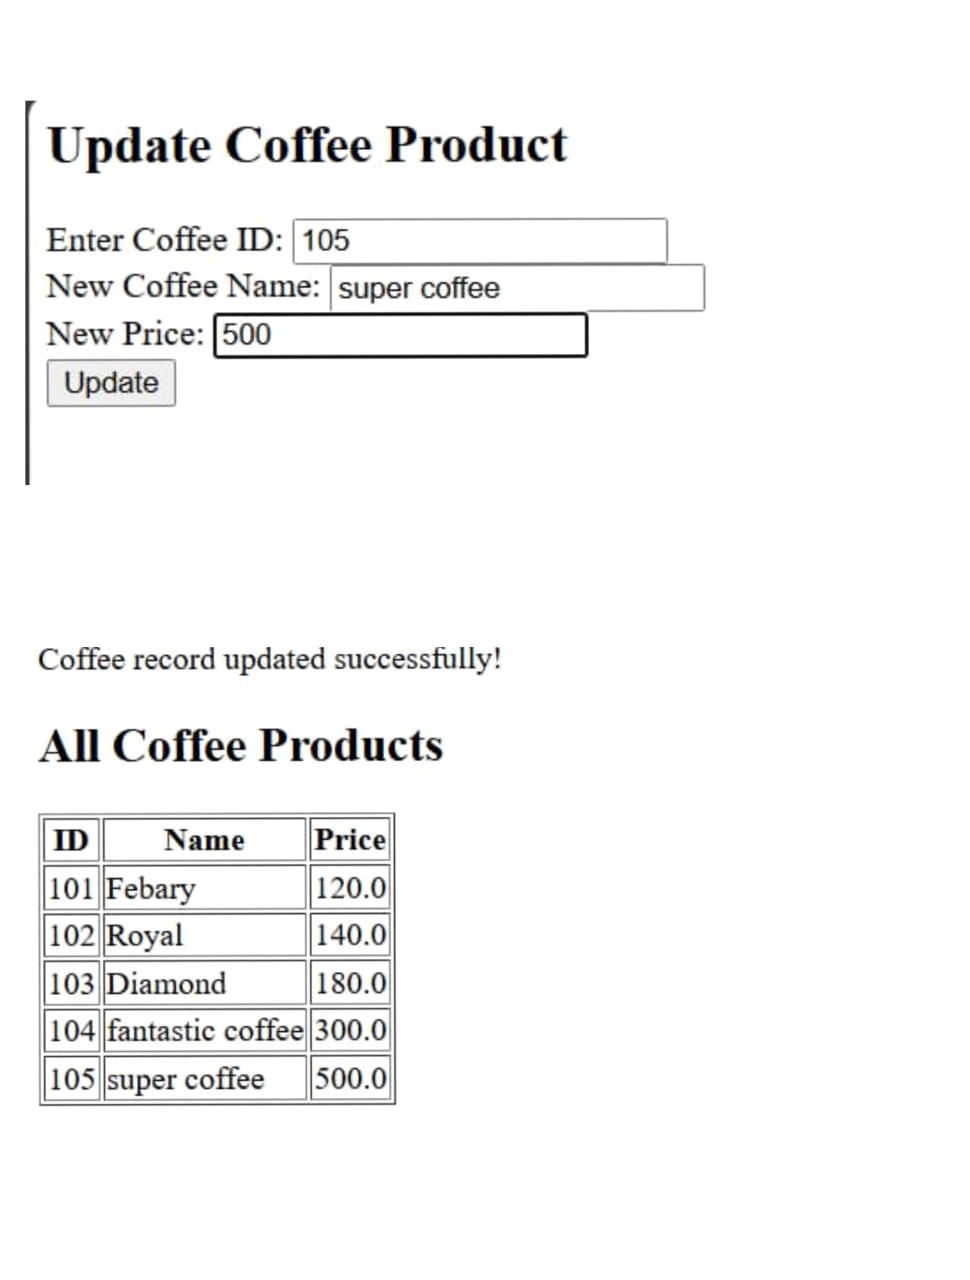 Update Coffee Product
Enter Coffee ID: 105
New Coffee Name: super coffee
New Price: 500
Update
Coffee record updated successfully!
All Coffee Products
ID Name Price
101 Febary 120.0
102 Royal 140.0
103 Diamond 180.0
104 fantastic coffee 300.0
105 super coffee 500.0